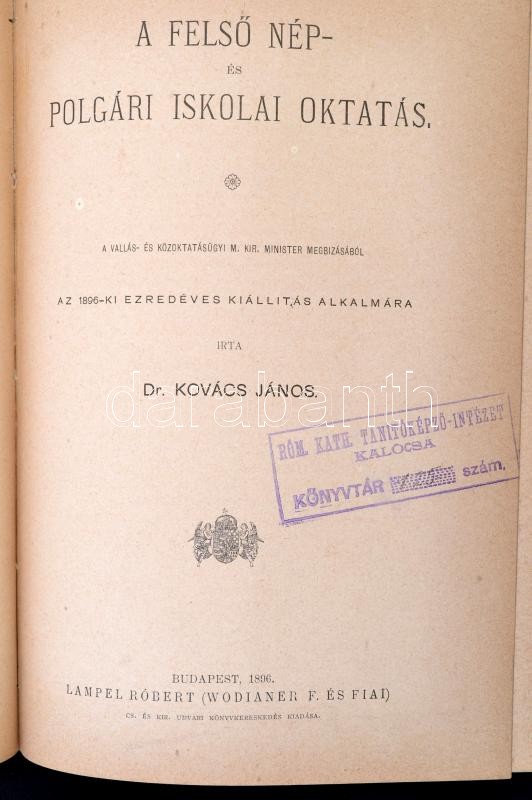 A FELSŐ NÉP-
ÉS
POLGÁRI ISKOLAI OKTATÁS.
A VALLÁS- ÉS KÖZOKTATÁSÜGYI M. KIR. MINISTER MEGBIZÁSÁBÓL
AZ 1896-KI EZREDÉVES KIÁLLITÁS ALKALMÁRA
IRTA
Dr. KOVÁCS JÁNOS.
darabanth
RÓM. KATH. TANITÓKÉPZŐ-INTÉZET
KALOCSA
KÖNYVTÁR szám.
BUDAPEST, 1896.
LAMPEL RÓBERT (WODIANER F. ÉS FIAI)
CS. ÉS KIR. UDVARI KÖNYVKERESKEDÉS KIADÁSA.